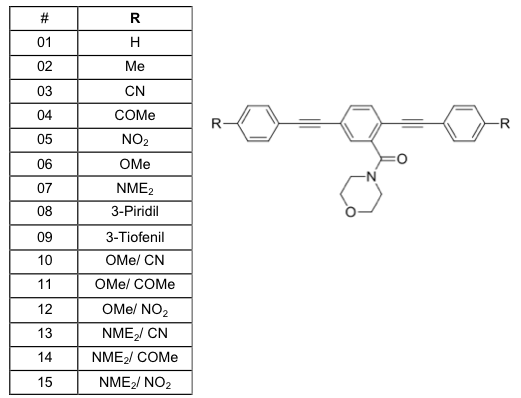 # R
01 H
02 Me
03 CN
04 COMe
05 NO₂
06 OMe
07 NME₂
08 3-Piridil
09 3-Tiofenil
10 OMe/ CN
11 OMe/ COMe
12 OMe/ NO₂
13 NME₂/ CN
14 NME₂/ COMe
15 NME₂/ NO₂
R R
O
N
O